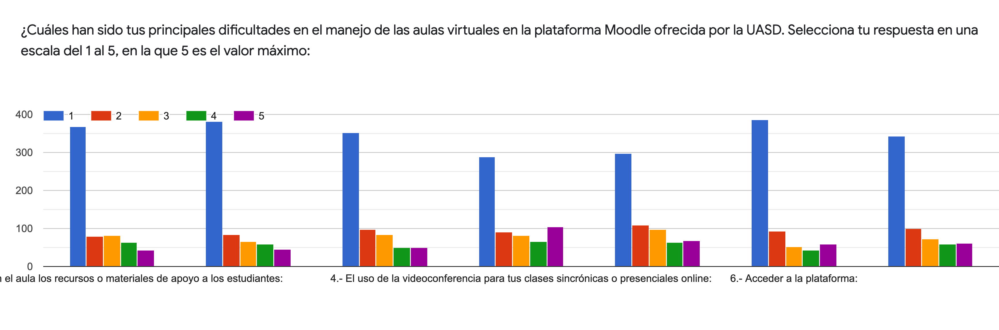 ¿Cuáles han sido tus principales dificultades en el manejo de las aulas virtuales en la plataforma Moodle ofrecida por la UASD. Selecciona tu respuesta en una
escala del 1 al 5, en la que 5 es el valor máximo:
400
1
2
3
4
5
300
200
100
0
el aula los recursos o materiales de apoyo a los estudiantes:
4.- El uso de la videoconferencia para tus clases sincrónicas o presenciales online:
6.- Acceder a la plataforma: